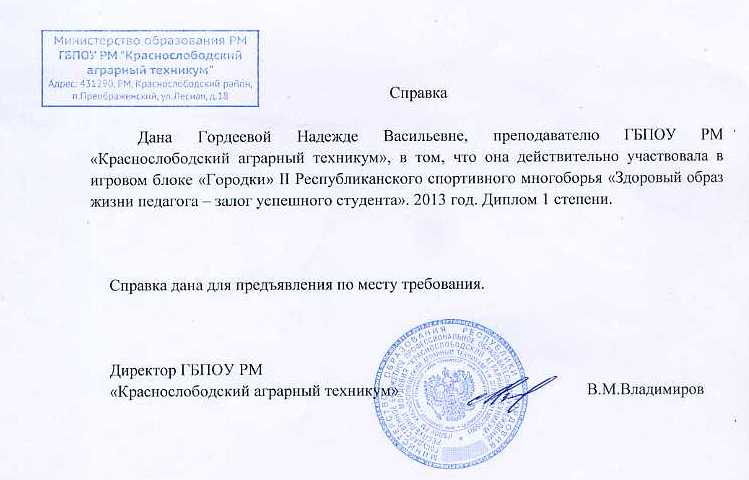 Министерство образования РМ
ГБПОУ РМ "Краснослободский
аграрный техникум"
Адрес: 431290, РМ, Краснослободский район,
п.Преображенский, ул.Лесная, д.18
Справка
Дана Гордеевой Надежде Васильевне, преподавателю ГБПОУ РМ
«Краснослободский аграрный техникум», в том, что она действительно участвовала в
игровом блоке «Городки» II Республиканского спортивного многоборья «Здоровый образ
жизни педагога – залог успешного студента». 2013 год. Диплом 1 степени.
Справка дана для предъявления по месту требования.
Директор ГБПОУ РМ
«Краснослободский аграрный техникум»
В.М.Владимиров